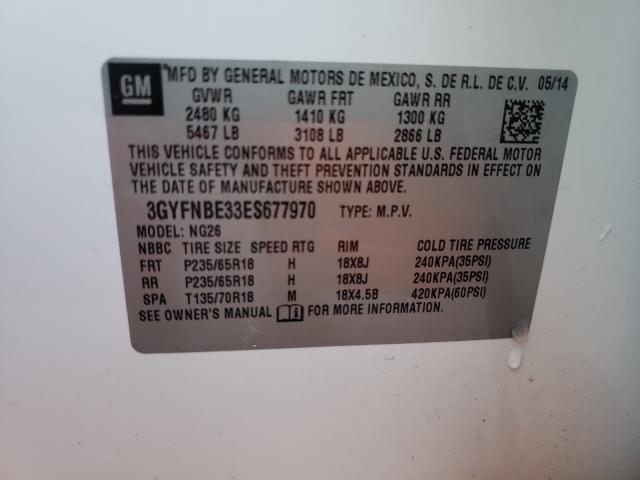 GM
MFD BY GENERAL MOTORS DE MEXICO, S. DE R.L. DE C.V. 05/14
GVWR GAWR FRT GAWR RR
2480 KG 1410 KG 1300 KG
5467 LB 3108 LB 2866 LB
THIS VEHICLE CONFORMS TO ALL APPLICABLE U.S. FEDERAL MOTOR
VEHICLE SAFETY AND THEFT PREVENTION STANDARDS IN EFFECT ON
THE DATE OF MANUFACTURE SHOWN ABOVE.
3GYFNBE33ES677970 TYPE: M.P.V.
MODEL: NG26
NBBC TIRE SIZE SPEED RTG RIM COLD TIRE PRESSURE
FRT P235/65R18 H 18X8J 240KPA(35PSI)
RR P235/65R18 H 18X8J 240KPA(35PSI)
SPA T135/70R18 M 18X4.5B 420KPA(60PSI)
SEE OWNER'S MANUAL FOR MORE INFORMATION.